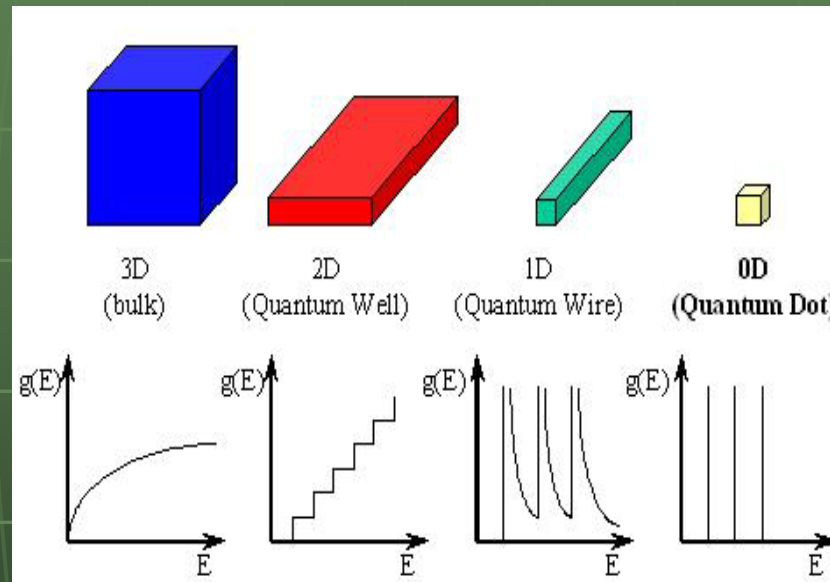 3D
(bulk)
2D
(Quantum Well)
1D
(Quantum Wire)
0D
(Quantum Dot)
g(E)
E
g(E)
E
g(E)
E
g(E)
E